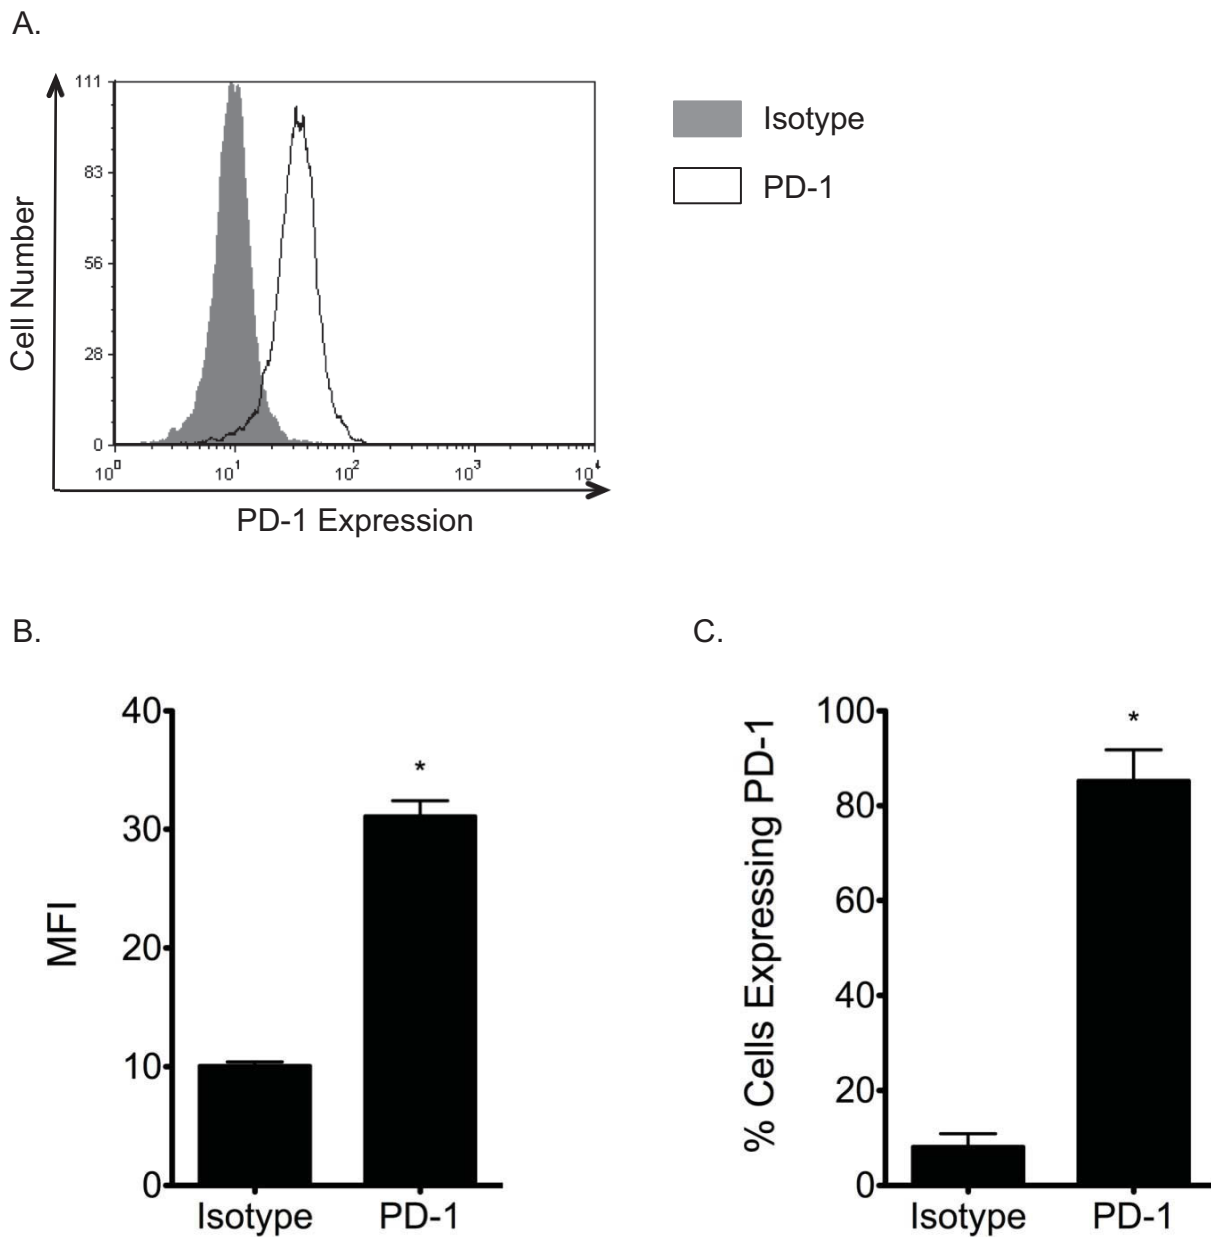 A.
111
83
56
28
0
10⁰ 10¹ 10² 10³ 10⁴
Cell Number
PD-1 Expression
Isotype
PD-1
B.
40
30
20
10
0
MFI
Isotype PD-1
*
C.
100
80
60
40
20
0
% Cells Expressing PD-1
Isotype PD-1
*